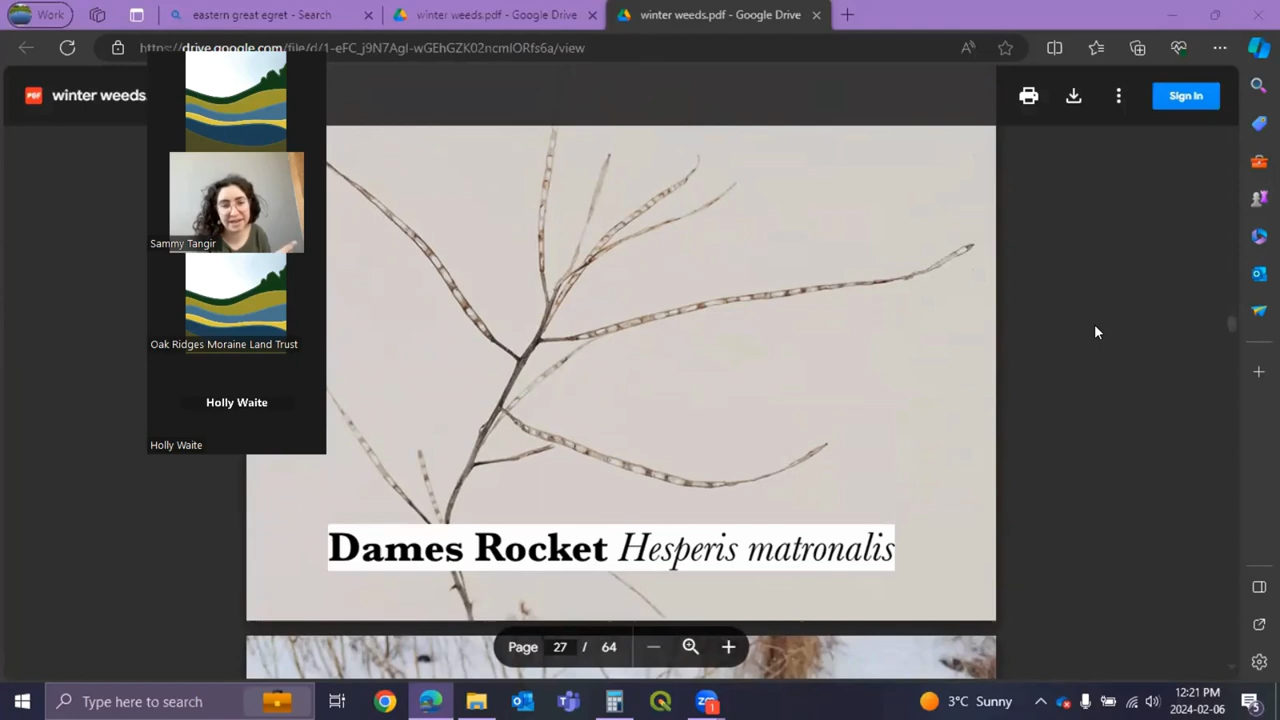 Work
eastern great egret - Search
winter weeds.pdf - Google Drive
winter weeds.pdf - Google Drive
https://drive.google.com/file/d/1-eFC_j9N7AgI-wGEhGZK02ncmlORfs6a/view
PDF
winter weeds.
Sign in
Sammy Tangir
Oak Ridges Moraine Land Trust
Holly Waite
Holly Waite
Dames Rocket Hesperis matronalis
Page 27 / 64
Type here to search
1
3°C Sunny
12:21 PM
2024-02-06
5